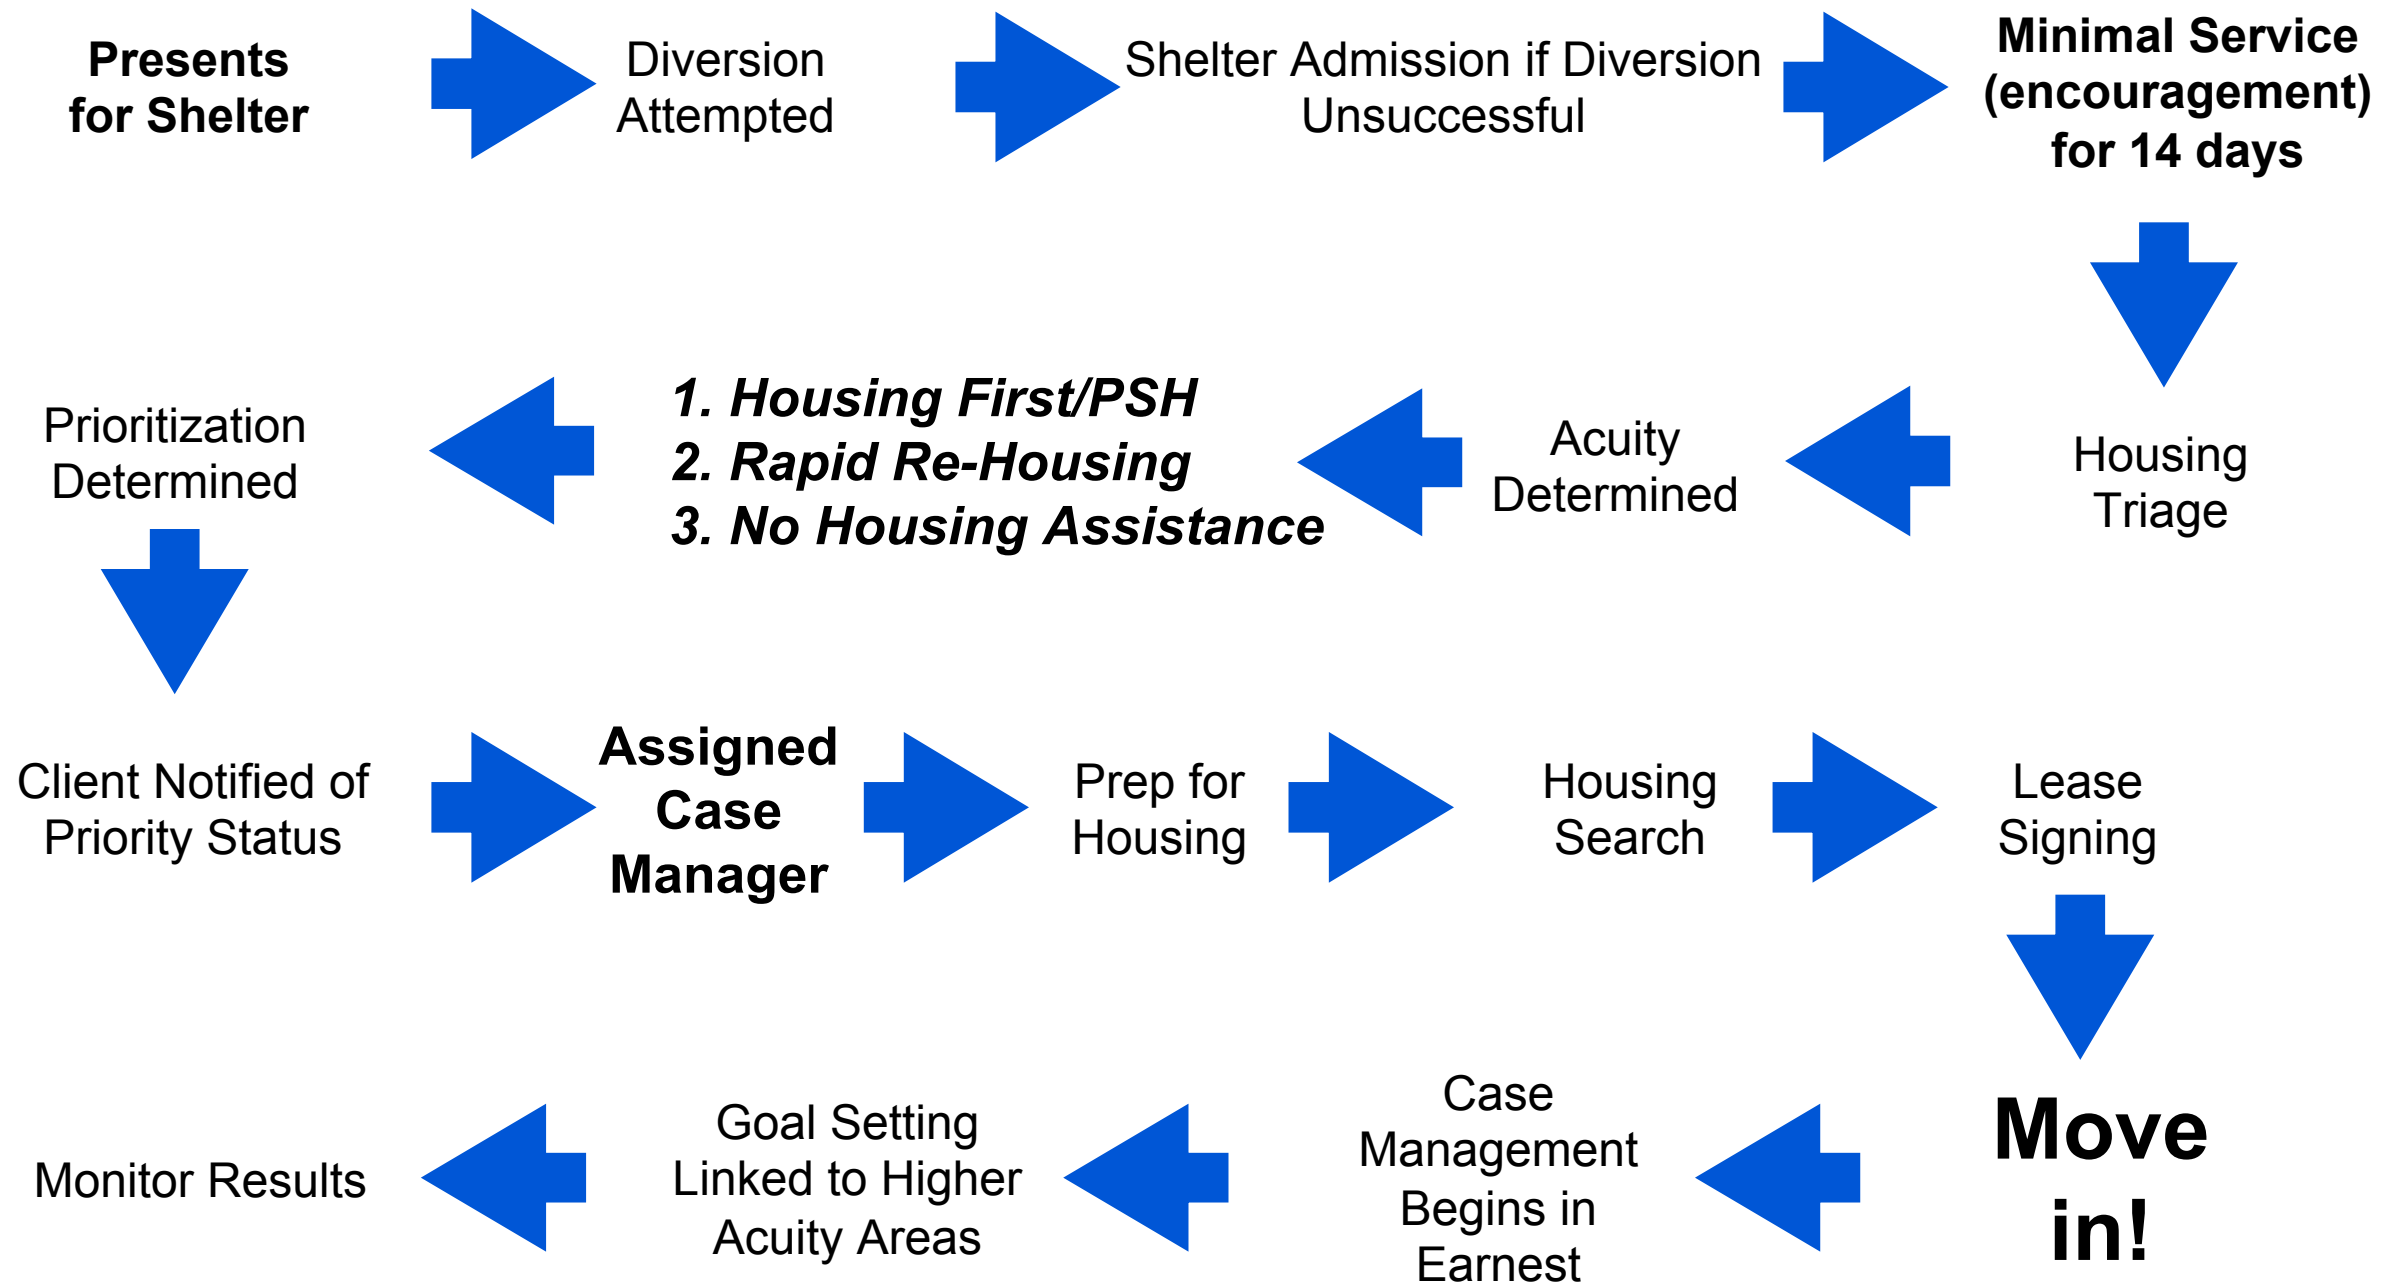 Presents
for Shelter
Diversion
Attempted
Shelter Admission if Diversion
Unsuccessful
Minimal Service
(encouragement)
for 14 days
Housing
Triage
Acuity
Determined
1. Housing First/PSH
2. Rapid Re-Housing
3. No Housing Assistance
Prioritization
Determined
Client Notified of
Priority Status
Assigned
Case
Manager
Prep for
Housing
Housing
Search
Lease
Signing
Move
in!
Case
Management
Begins in
Earnest
Goal Setting
Linked to Higher
Acuity Areas
Monitor Results